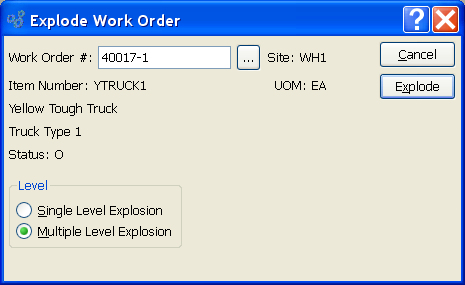 Explode Work Order
Work Order #: 40017-1 ... Site: WH1 Cancel
Item Number: YTRUCK1 UOM: EA Explode
Yellow Tough Truck
Truck Type 1
Status: O
Level
Single Level Explosion
Multiple Level Explosion